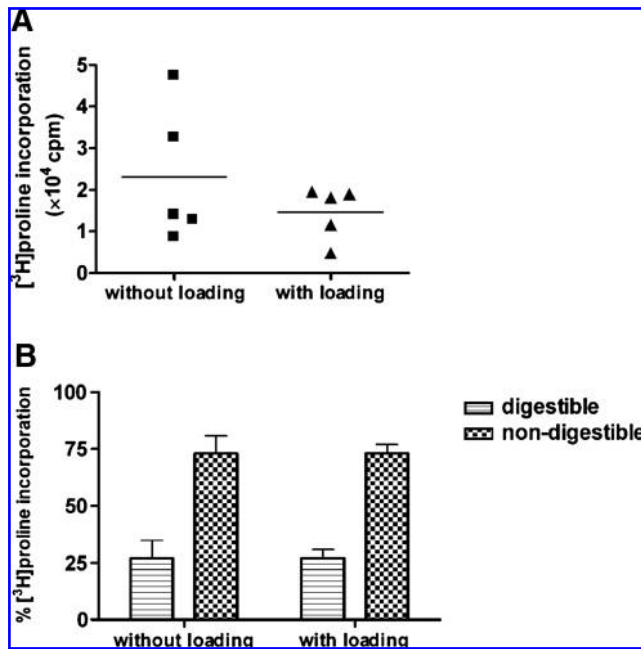 A
[³H]proline incorporation
(×10⁴ cpm)
5
4
3
2
1
0
without loading
with loading
B
% [³H]proline incorporation
100
75
50
25
0
without loading
with loading
digestible
non-digestible